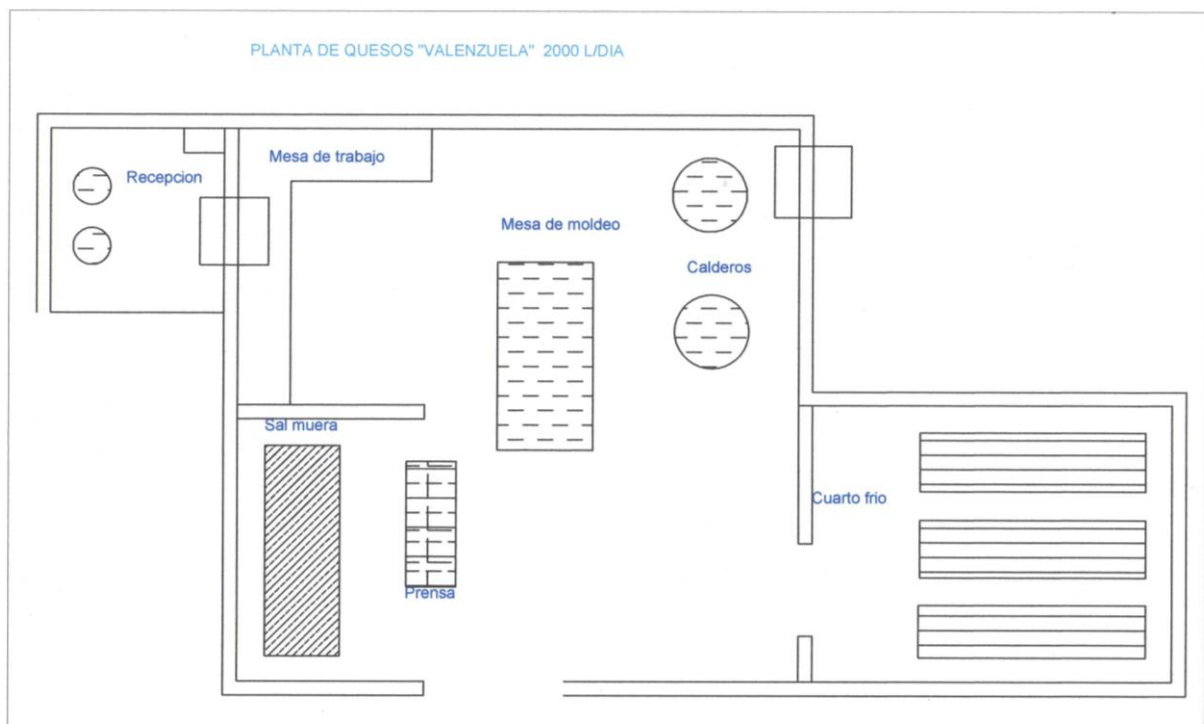 PLANTA DE QUESOS "VALENZUELA" 2000 L/DIA
Mesa de trabajo
Recepcion
Mesa de moldeo
Calderos
Sal muera
Cuarto frio
Prensa